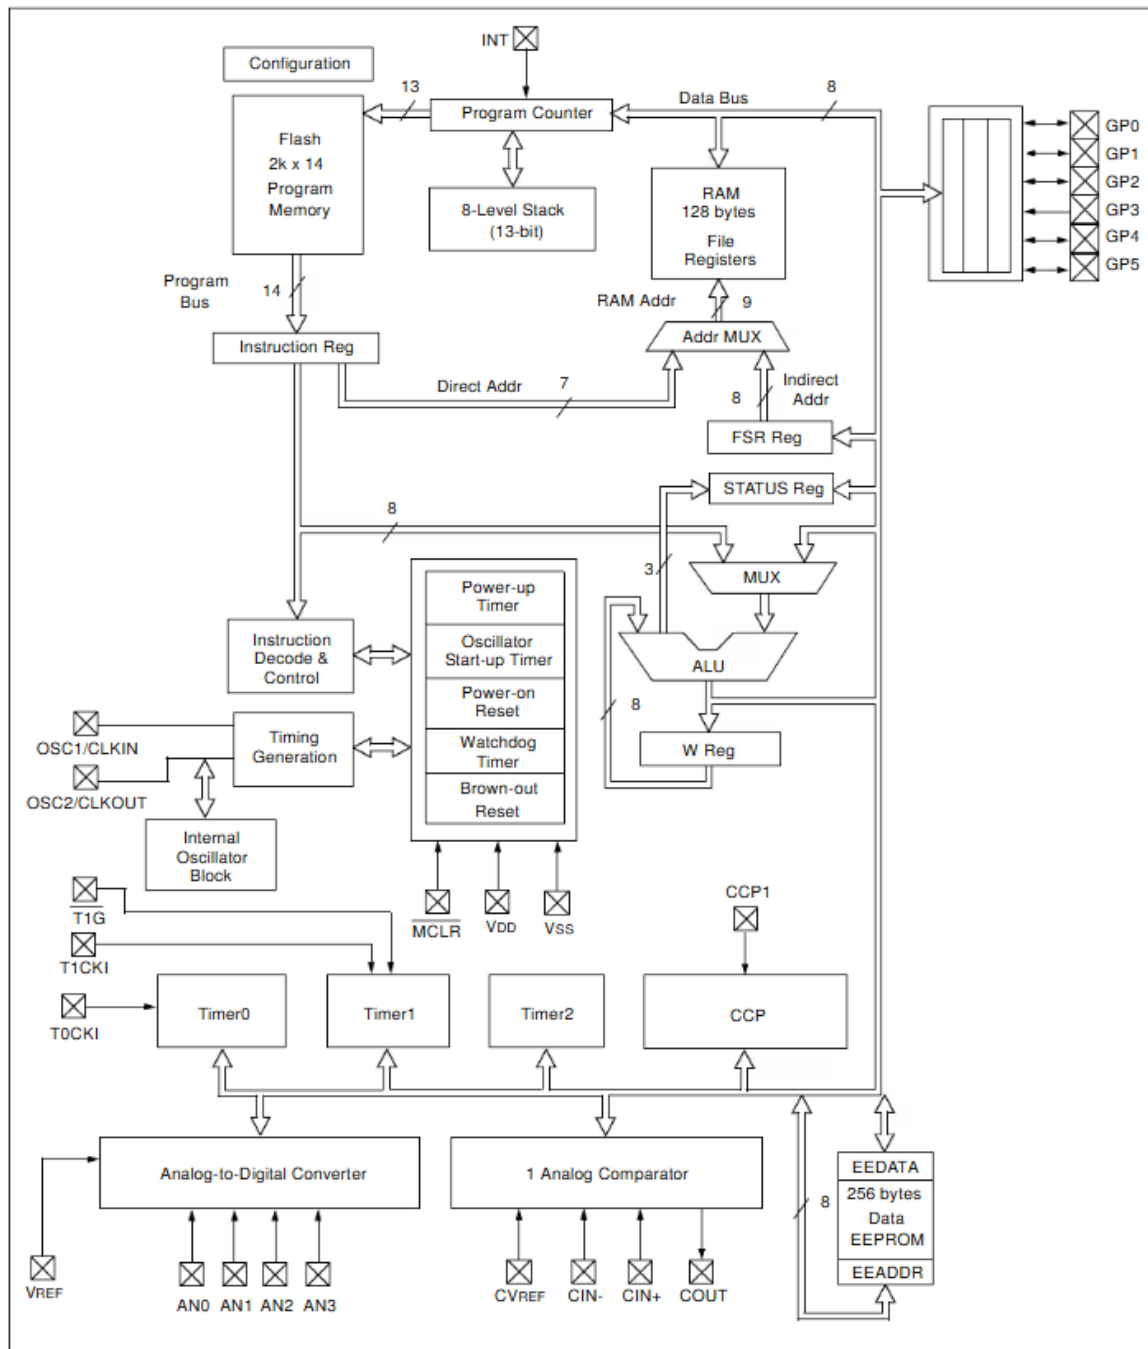 INT
Configuration
13
Program Counter
Data Bus
8
Flash
2k x 14
Program
Memory
8-Level Stack
(13-bit)
RAM
128 bytes
File
Registers
GP0
GP1
GP2
GP3
GP4
GP5
Program
Bus
14
RAM Addr
9
Instruction Reg
Addr MUX
Direct Addr
7
8
Indirect
Addr
FSR Reg
STATUS Reg
8
3
MUX
Power-up
Timer
Instruction
Decode &
Control
Oscillator
Start-up Timer
ALU
Power-on
Reset
8
OSC1/CLKIN
Timing
Generation
Watchdog
Timer
W Reg
OSC2/CLKOUT
Brown-out
Reset
Internal
Oscillator
Block
T1G
MCLR
VDD
VSS
CCP1
T1CKI
T0CKI
Timer0
Timer1
Timer2
CCP
Analog-to-Digital Converter
1 Analog Comparator
EEDATA
256 bytes
Data
EEPROM
EEADDR
8
VREF
AN0
AN1
AN2
AN3
CVREF
CIN-
CIN+
COUT